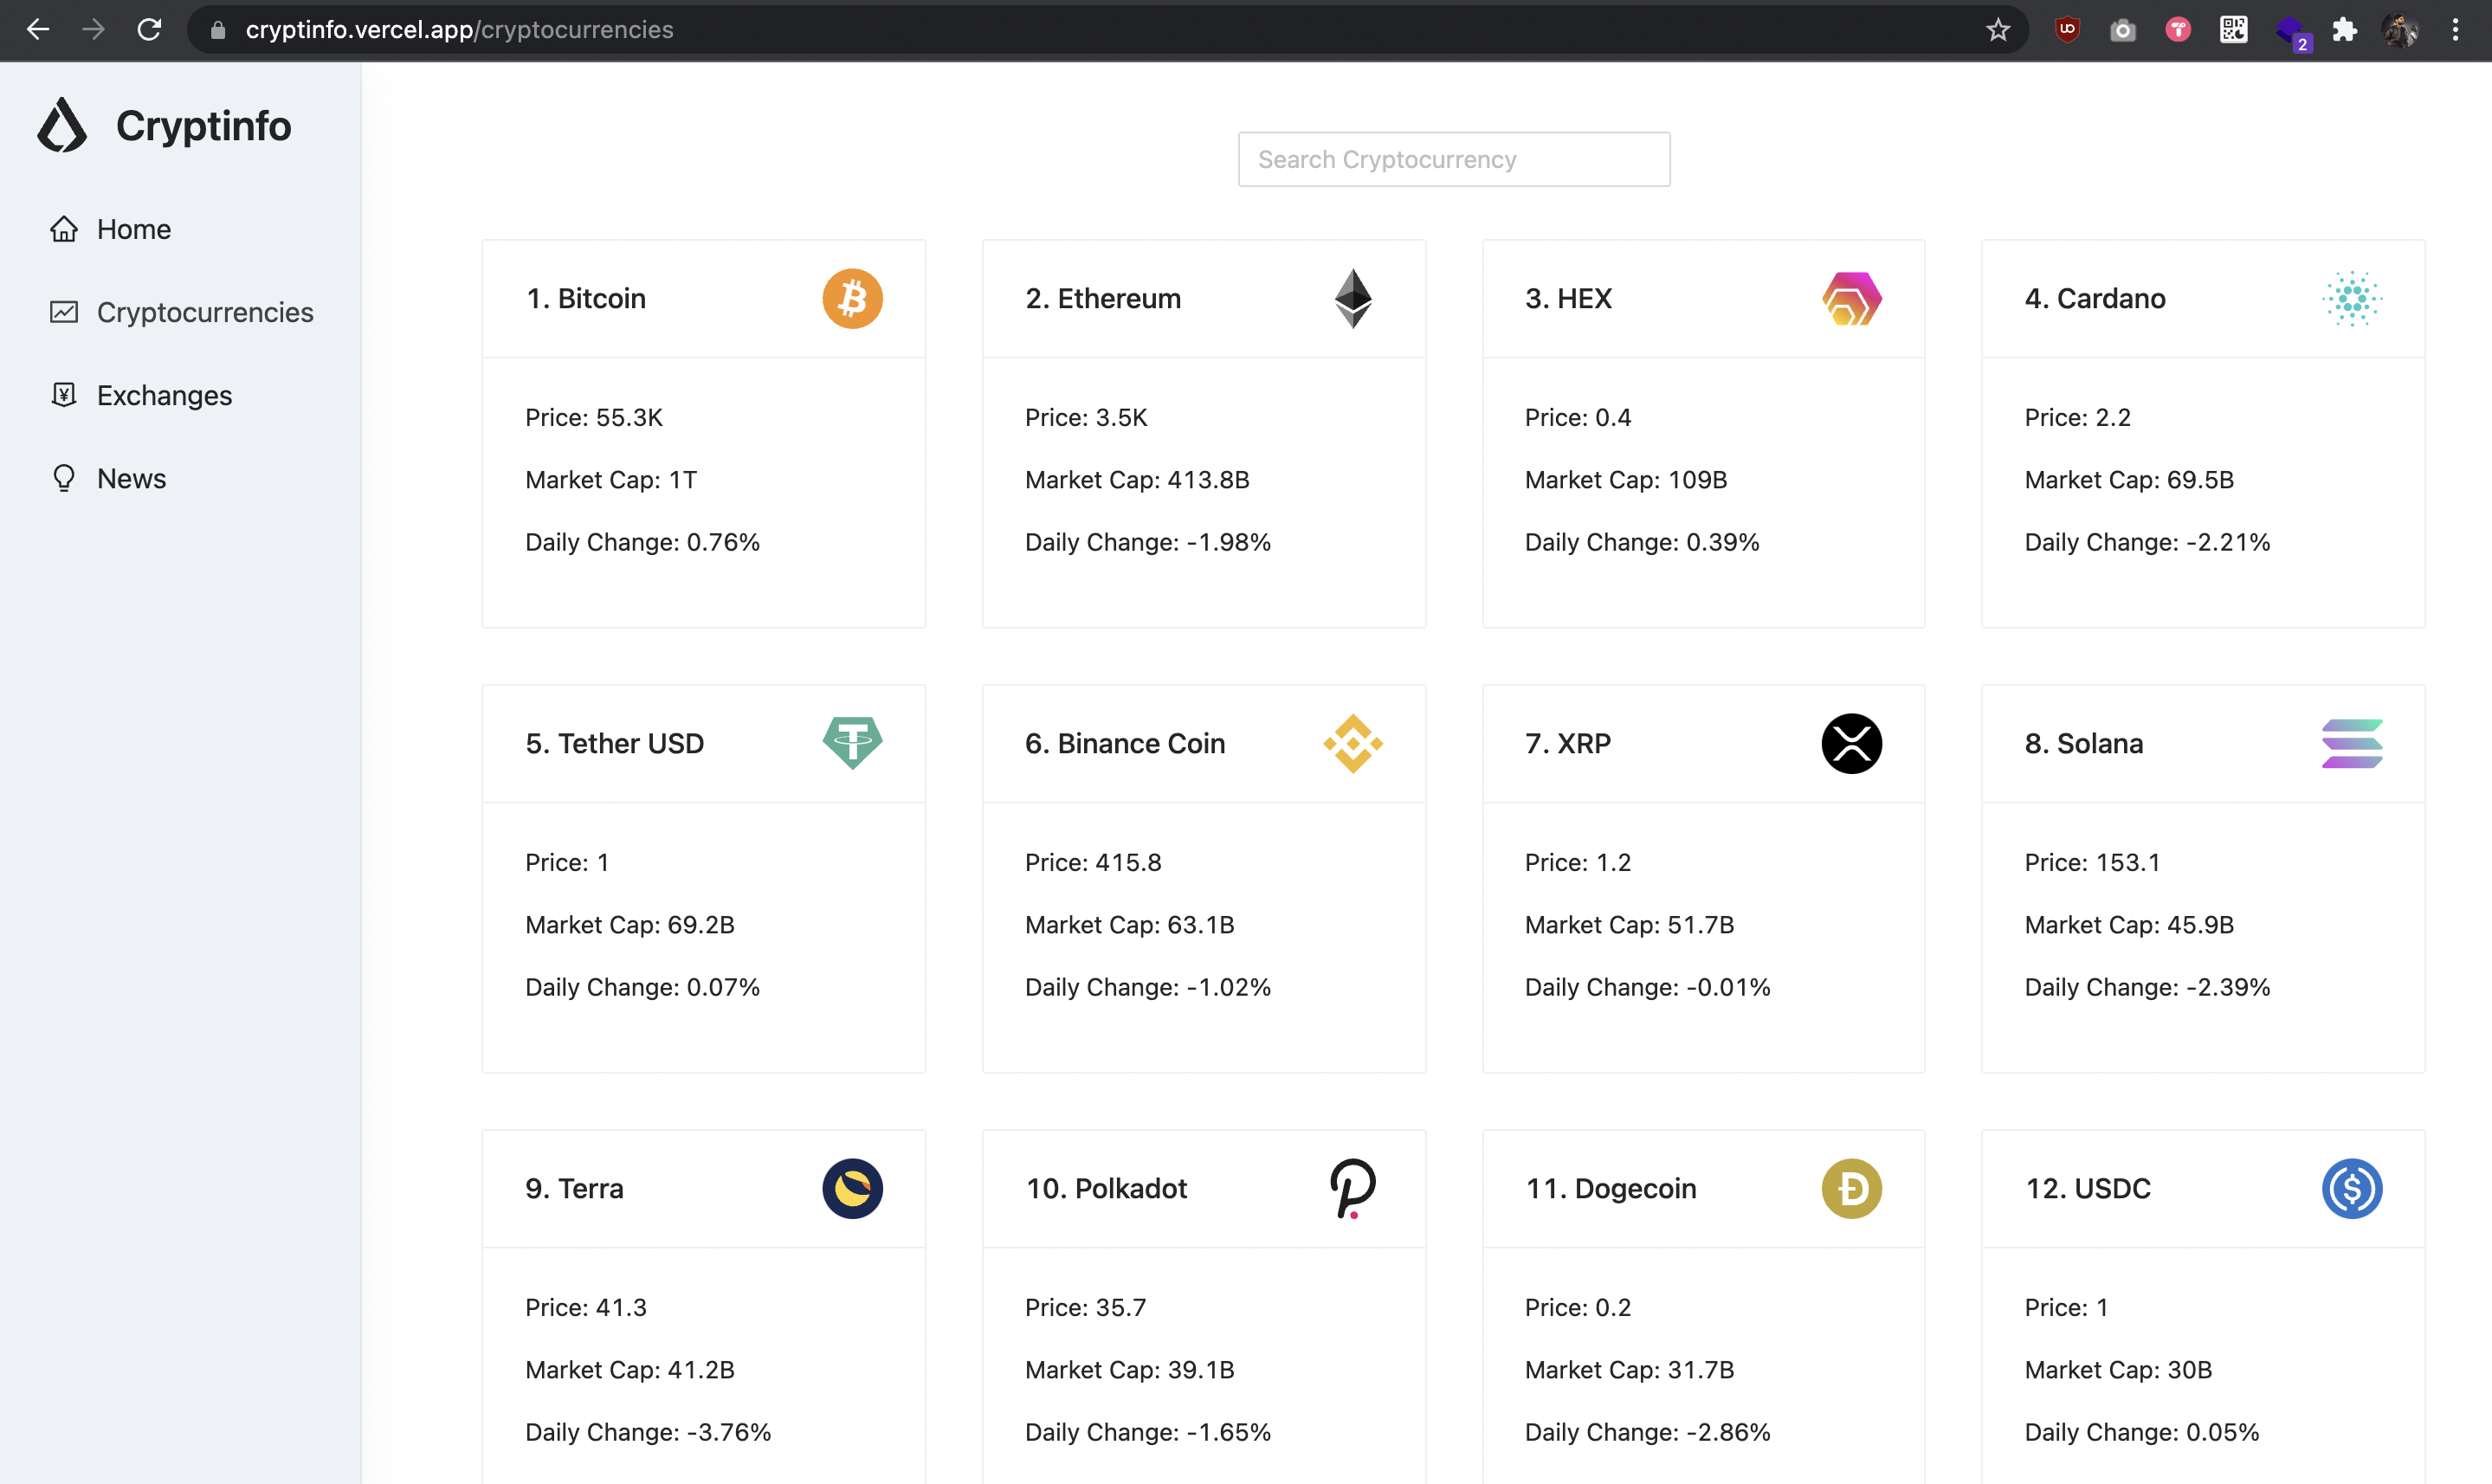 cryptinfo.vercel.app/cryptocurrencies
2
Cryptinfo
Home
Cryptocurrencies
Exchanges
News
Search Cryptocurrency
1. Bitcoin
Price: 55.3K
Market Cap: 1T
Daily Change: 0.76%
2. Ethereum
Price: 3.5K
Market Cap: 413.8B
Daily Change: -1.98%
3. HEX
Price: 0.4
Market Cap: 109B
Daily Change: 0.39%
4. Cardano
Price: 2.2
Market Cap: 69.5B
Daily Change: -2.21%
5. Tether USD
Price: 1
Market Cap: 69.2B
Daily Change: 0.07%
6. Binance Coin
Price: 415.8
Market Cap: 63.1B
Daily Change: -1.02%
7. XRP
Price: 1.2
Market Cap: 51.7B
Daily Change: -0.01%
8. Solana
Price: 153.1
Market Cap: 45.9B
Daily Change: -2.39%
9. Terra
Price: 41.3
Market Cap: 41.2B
Daily Change: -3.76%
10. Polkadot
Price: 35.7
Market Cap: 39.1B
Daily Change: -1.65%
11. Dogecoin
Price: 0.2
Market Cap: 31.7B
Daily Change: -2.86%
12. USDC
Price: 1
Market Cap: 30B
Daily Change: 0.05%